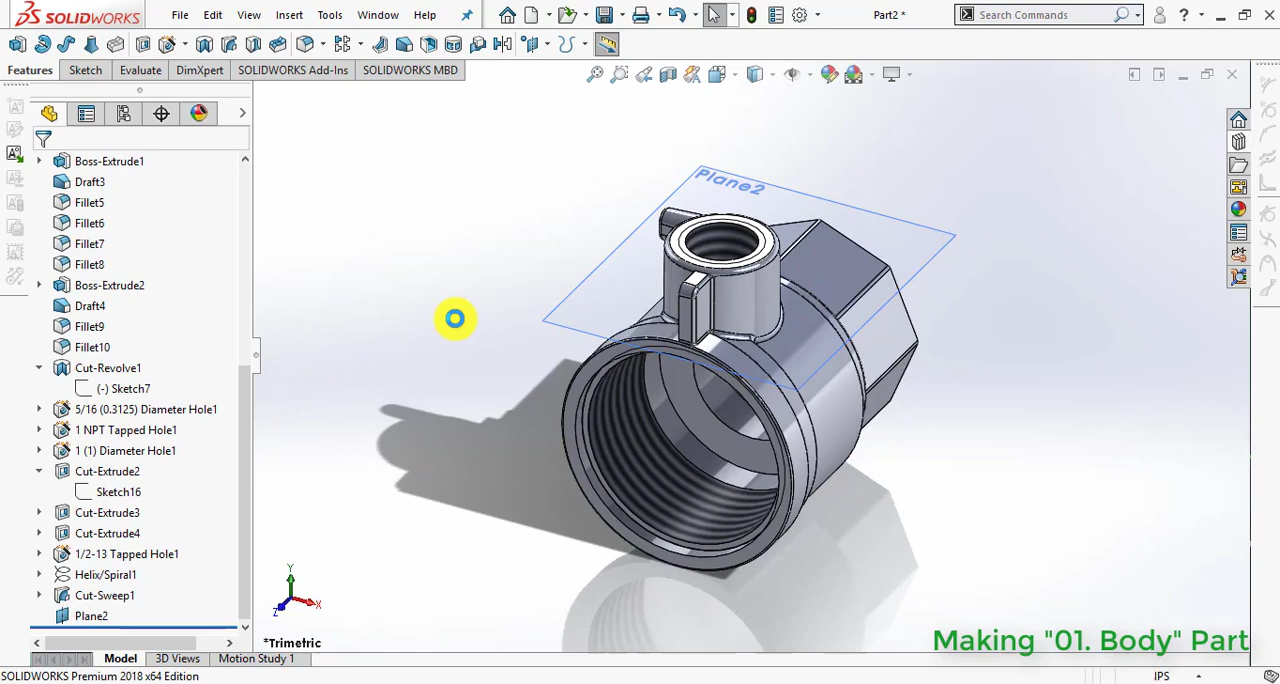 SOLIDWORKS
File Edit View Insert Tools Window Help
Part2 *
Search Commands
?
Features Sketch Evaluate DimXpert SOLIDWORKS Add-Ins SOLIDWORKS MBD
Boss-Extrude1
Draft3
Fillet5
Fillet6
Fillet7
Fillet8
Boss-Extrude2
Draft4
Fillet9
Fillet10
Cut-Revolve1
(-) Sketch7
5/16 (0.3125) Diameter Hole1
1 NPT Tapped Hole1
1 (1) Diameter Hole1
Cut-Extrude2
Sketch16
Cut-Extrude3
Cut-Extrude4
1/2-13 Tapped Hole1
Helix/Spiral1
Cut-Sweep1
Plane2
Plane2
Y
X
Z
*Trimetric
Making "01. Body" Part
Model 3D Views Motion Study 1
SOLIDWORKS Premium 2018 x64 Edition
IPS